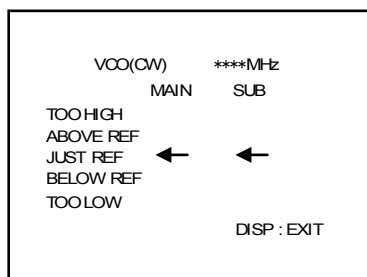 VCO(CW) ****MHz
MAIN SUB
TOO HIGH
ABOVE REF
JUST REF
BELOW REF
TOO LOW
DISP : EXIT